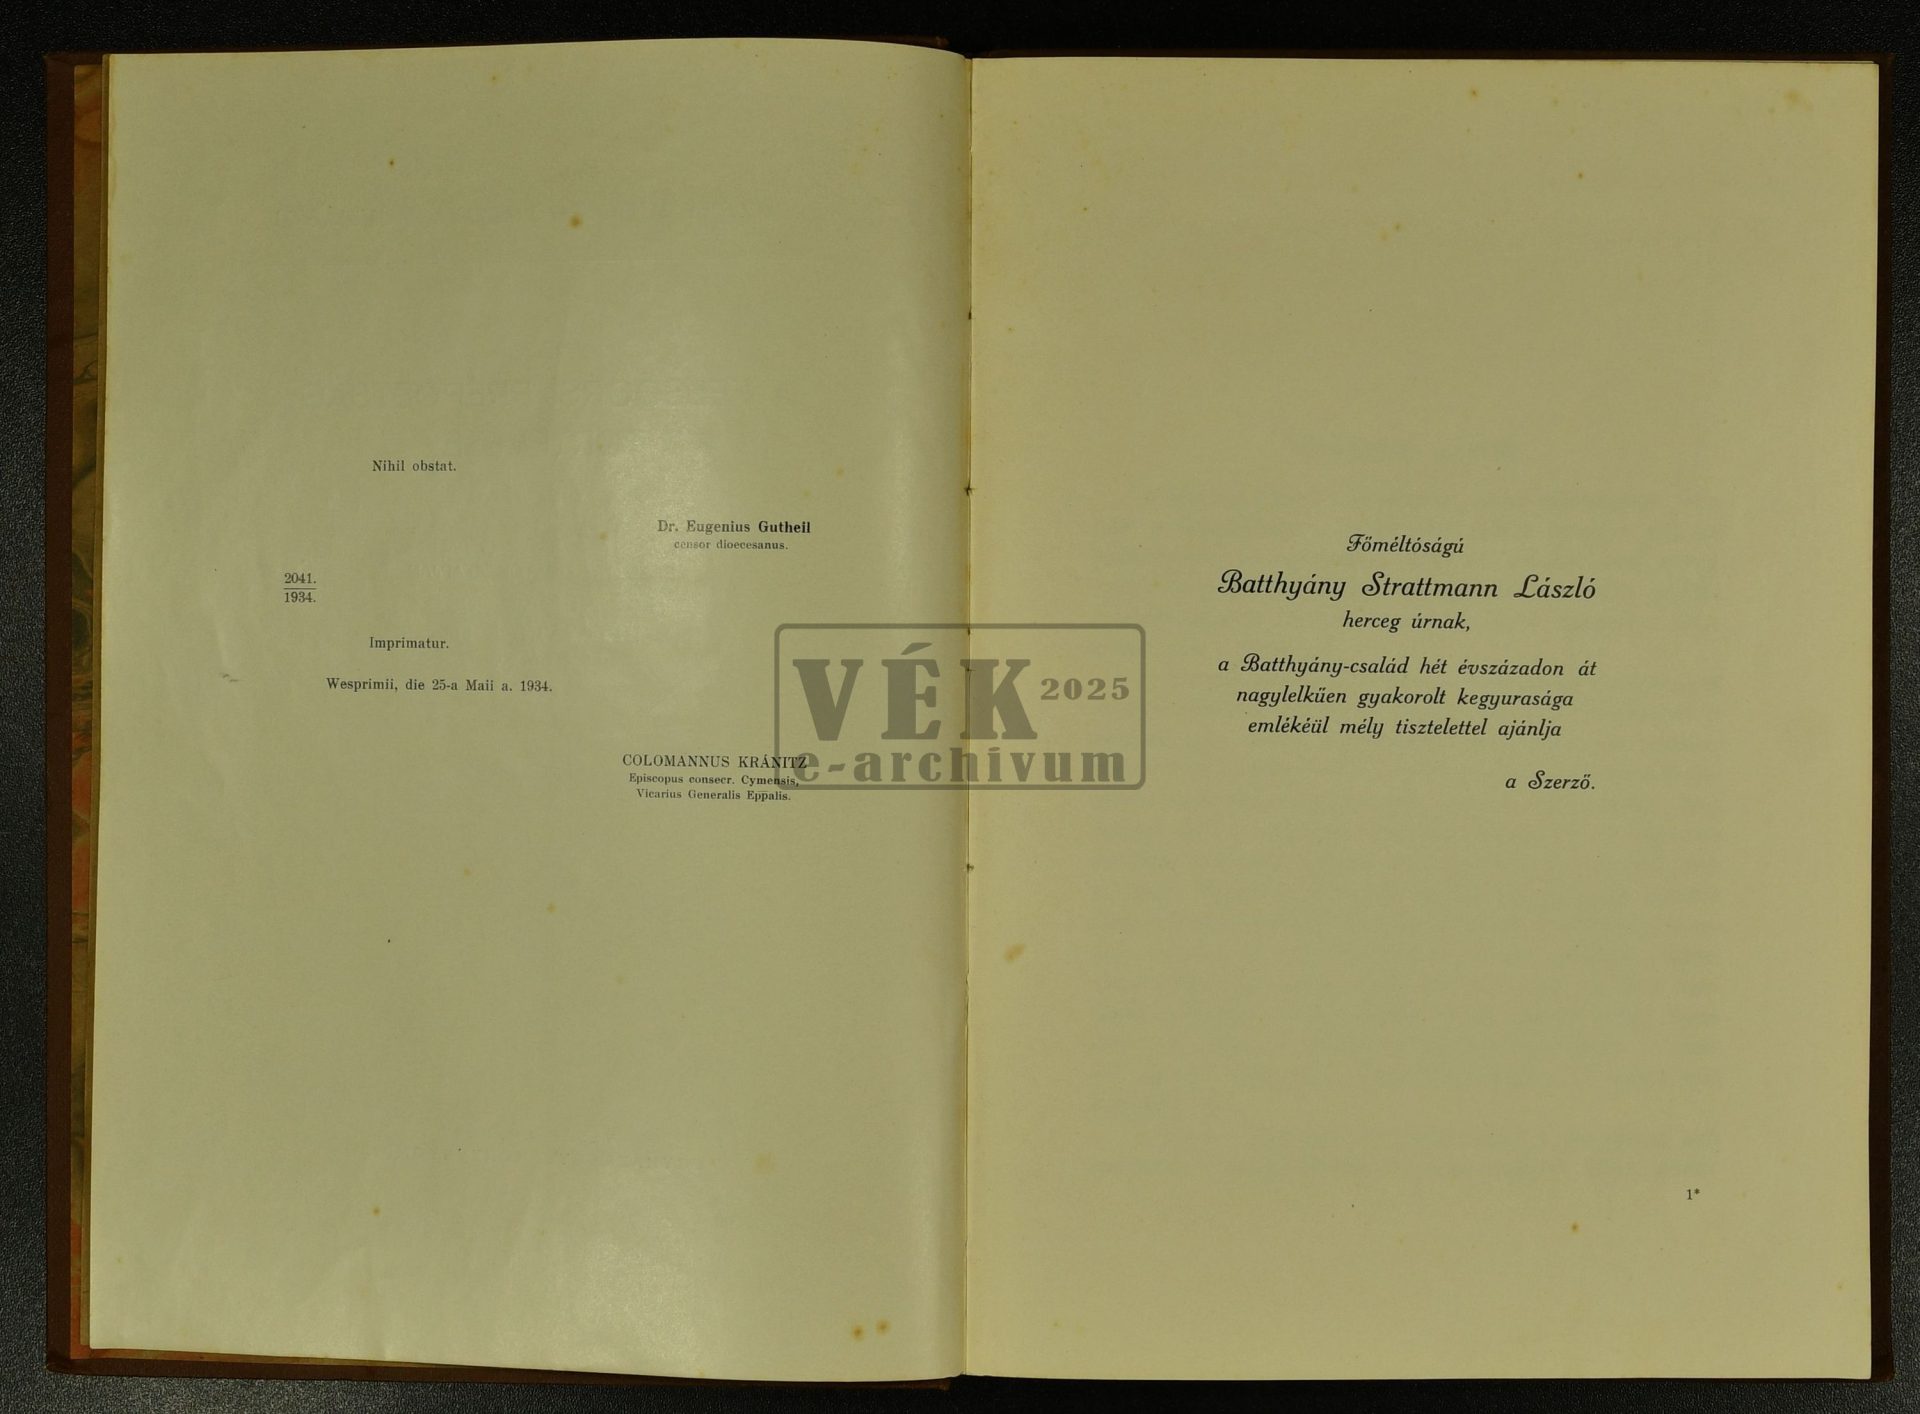 Nihil obstat.
Dr. Eugenius Gutheil
censor dioecesanus.
2041.
1934.
Imprimatur.
Wesprimii, die 25-a Maii a. 1934.
COLOMANNUS KRÁNITZ
Episcopus consecr. Cymensis,
Vicarius Generalis Eppalis.
VÉK 2025
e-archivum
Főméltóságú
Batthyány Strattmann László
herceg úrnak,
a Batthyány-család hét évszázadon át
nagylelkűen gyakorolt kegyurasága
emlékéül mély tisztelettel ajánlja
a Szerző.
1*